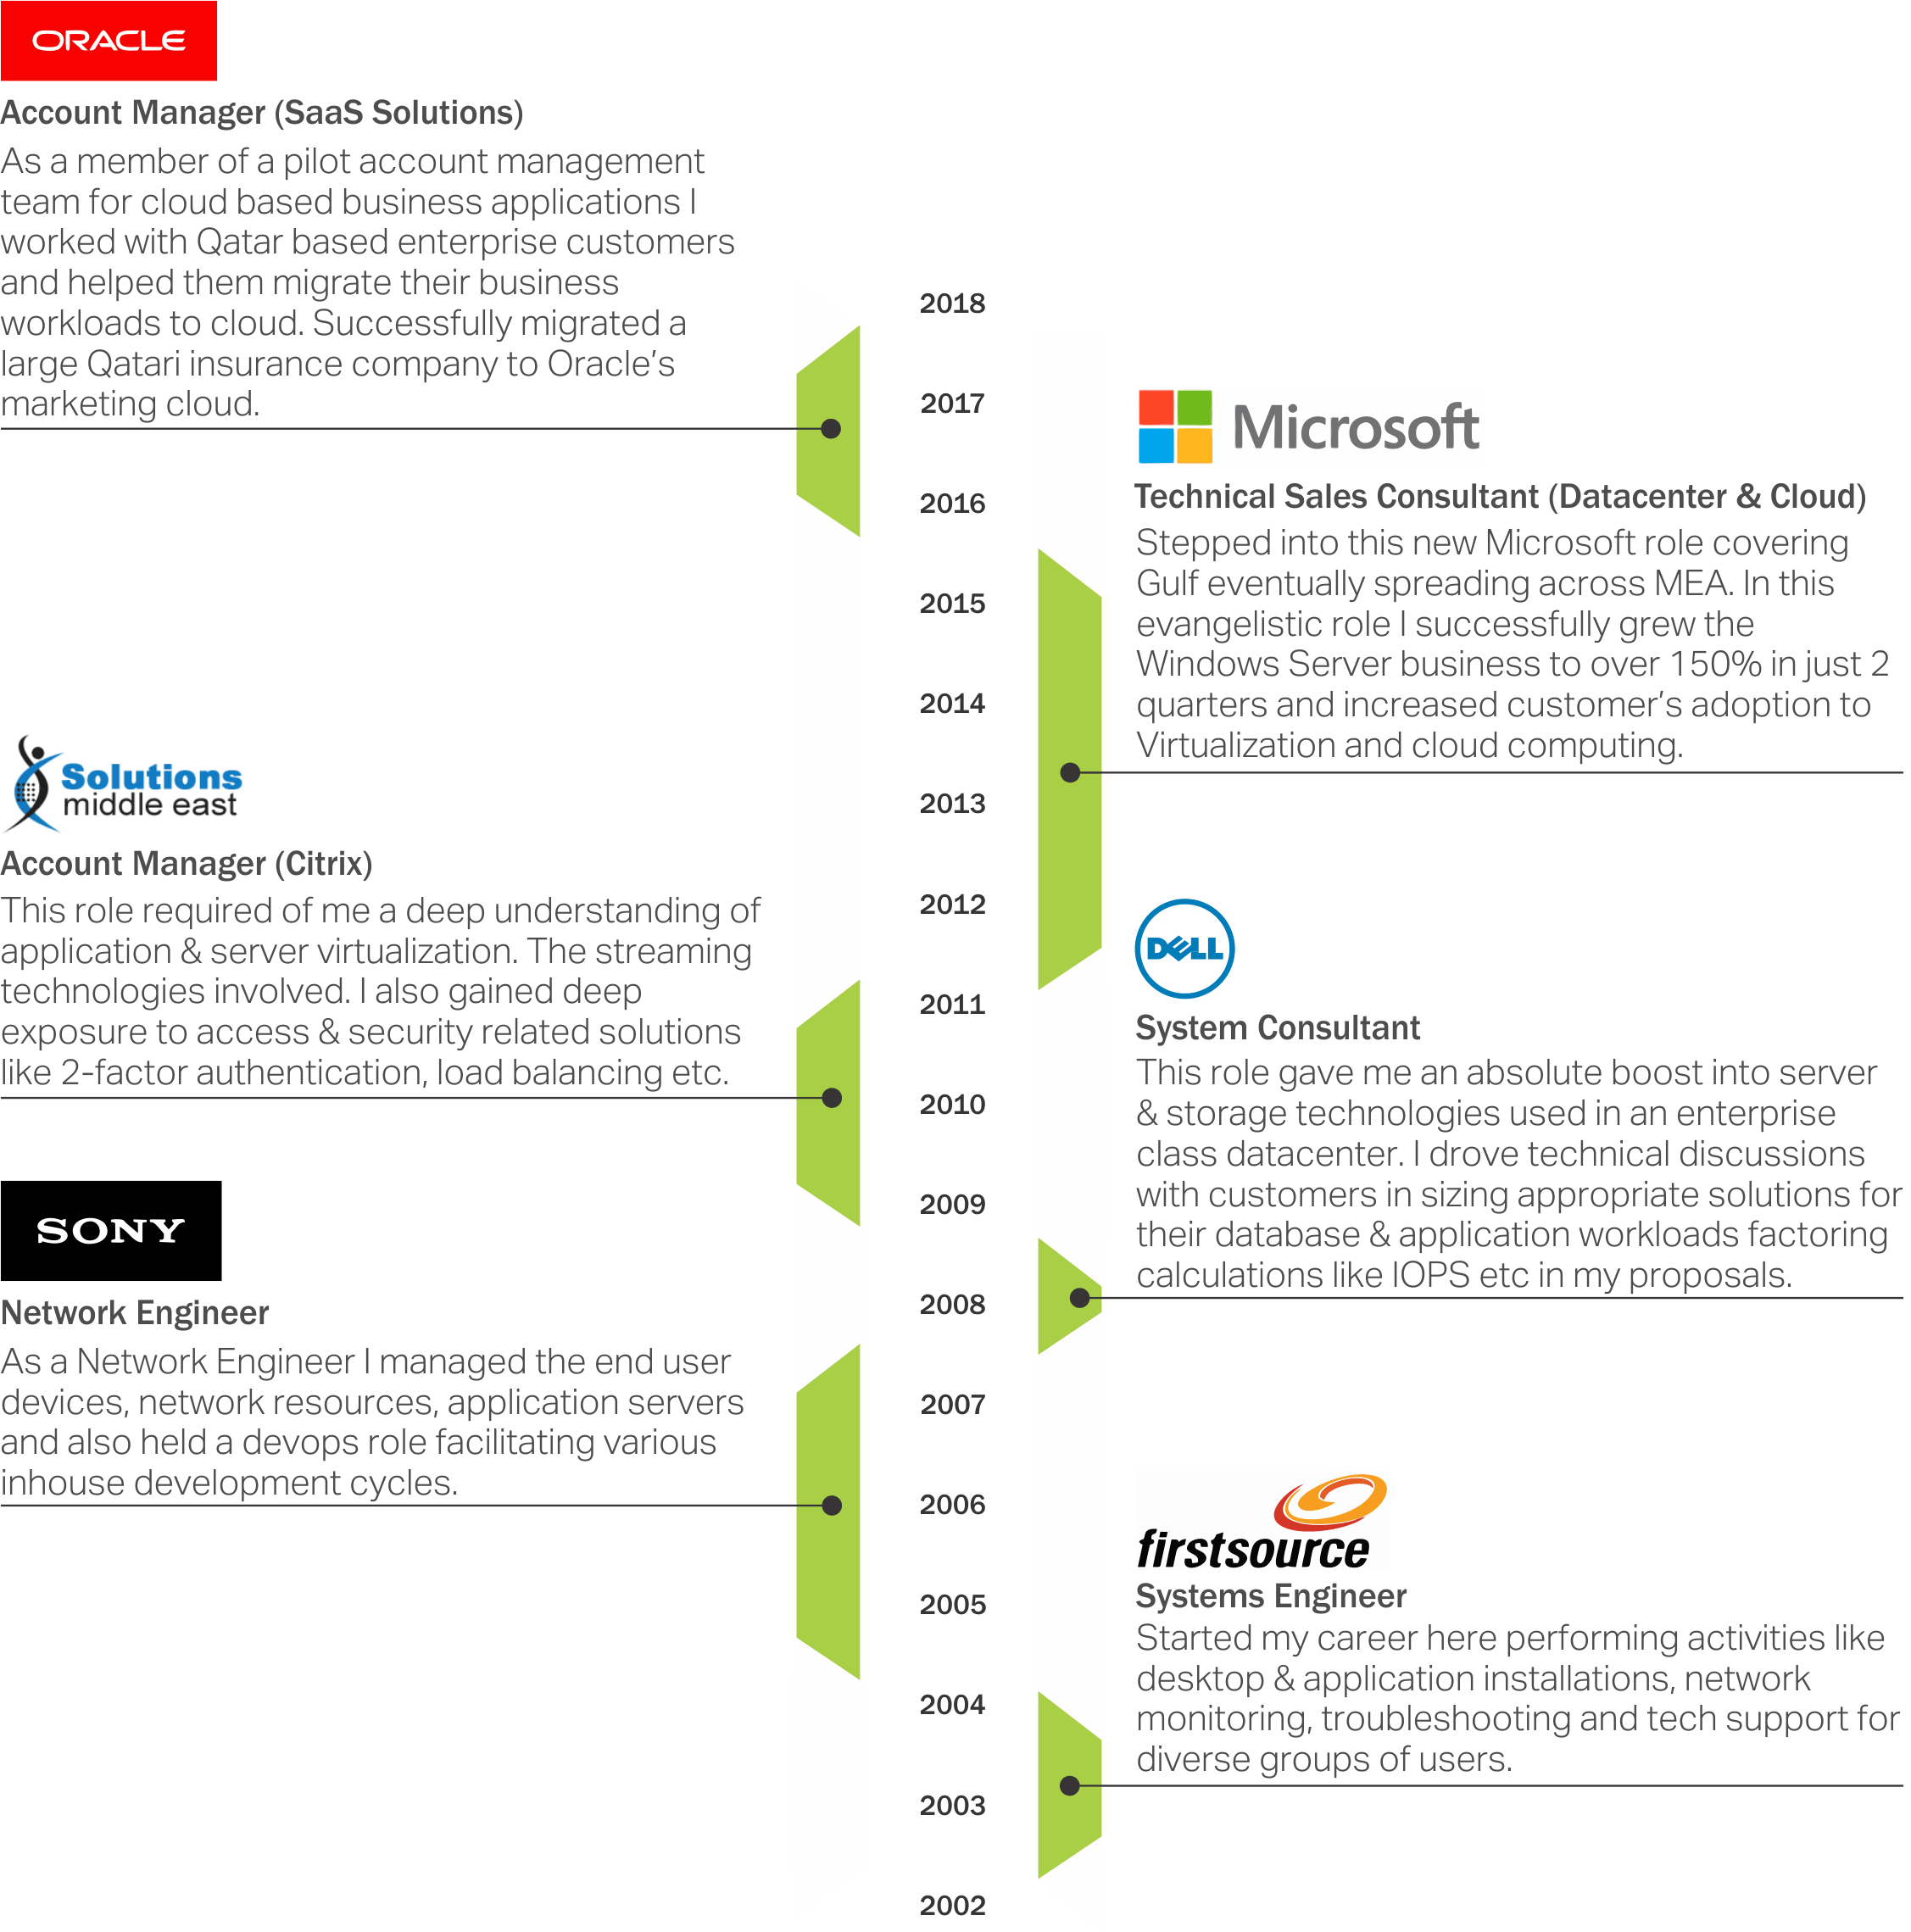 ORACLE
Account Manager (SaaS Solutions)
As a member of a pilot account management
team for cloud based business applications I
worked with Qatar based enterprise customers
and helped them migrate their business
workloads to cloud. Successfully migrated a
large Qatari insurance company to Oracle’s
marketing cloud.
Solutions
middle east
Account Manager (Citrix)
This role required of me a deep understanding of
application & server virtualization. The streaming
technologies involved. I also gained deep
exposure to access & security related solutions
like 2-factor authentication, load balancing etc.
SONY
Network Engineer
As a Network Engineer I managed the end user
devices, network resources, application servers
and also held a devops role facilitating various
inhouse development cycles.
2018
2017
2016
2015
2014
2013
2012
2011
2010
2009
2008
2007
2006
2005
2004
2003
2002
Microsoft
Technical Sales Consultant (Datacenter & Cloud)
Stepped into this new Microsoft role covering
Gulf eventually spreading across MEA. In this
evangelistic role I successfully grew the
Windows Server business to over 150% in just 2
quarters and increased customer’s adoption to
Virtualization and cloud computing.
DELL
System Consultant
This role gave me an absolute boost into server
& storage technologies used in an enterprise
class datacenter. I drove technical discussions
with customers in sizing appropriate solutions for
their database & application workloads factoring
calculations like IOPS etc in my proposals.
firstsource
Systems Engineer
Started my career here performing activities like
desktop & application installations, network
monitoring, troubleshooting and tech support for
diverse groups of users.